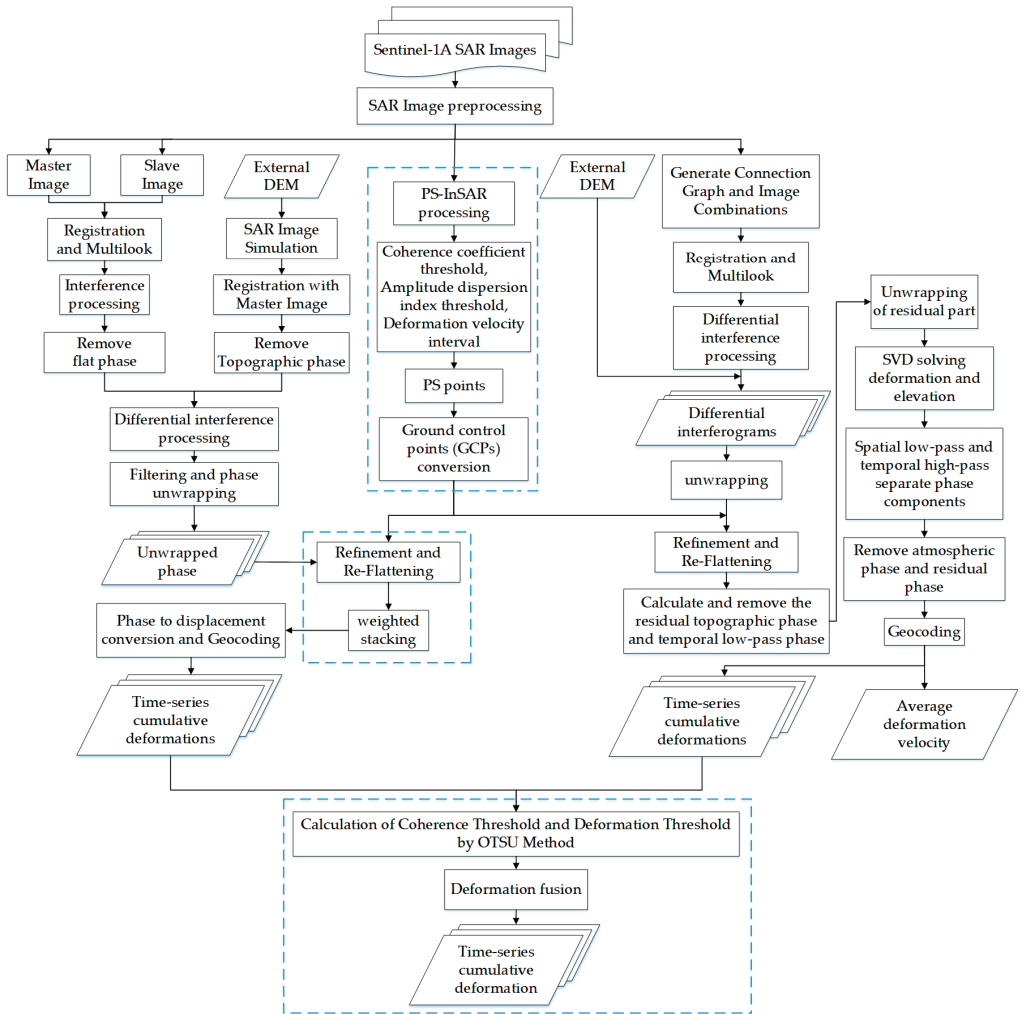 Sentinel-1A SAR Images
SAR Image preprocessing
Master
Image
Slave
Image
External
DEM
Registration
and Multilook
SAR Image
Simulation
Interference
processing
Registration with
Master Image
Remove
flat phase
Remove
Topographic phase
Differential interference
processing
Filtering and phase
unwrapping
Unwrapped
phase
PS-InSAR
processing
Coherence coefficient
threshold,
Amplitude dispersion
index threshold,
Deformation velocity
interval
PS points
Ground control
points (GCPs)
conversion
Refinement and
Re-Flattening
weighted
stacking
Phase to displacement
conversion and Geocoding
Time-series
cumulative
deformations
External
DEM
Generate Connection
Graph and Image
Combinations
Registration and
Multilook
Differential
interference
processing
Differential
interferograms
unwrapping
Refinement and
Re-Flattening
Calculate and remove the
residual topographic phase
and temporal low-pass phase
Unwrapping
of residual part
SVD solving
deformation and
elevation
Spatial low-pass and
temporal high-pass
separate phase
components
Remove atmospheric
phase and residual
phase
Geocoding
Time-series
cumulative
deformations
Average
deformation
velocity
Calculation of Coherence Threshold and Deformation Threshold
by OTSU Method
Deformation fusion
Time-series
cumulative
deformation